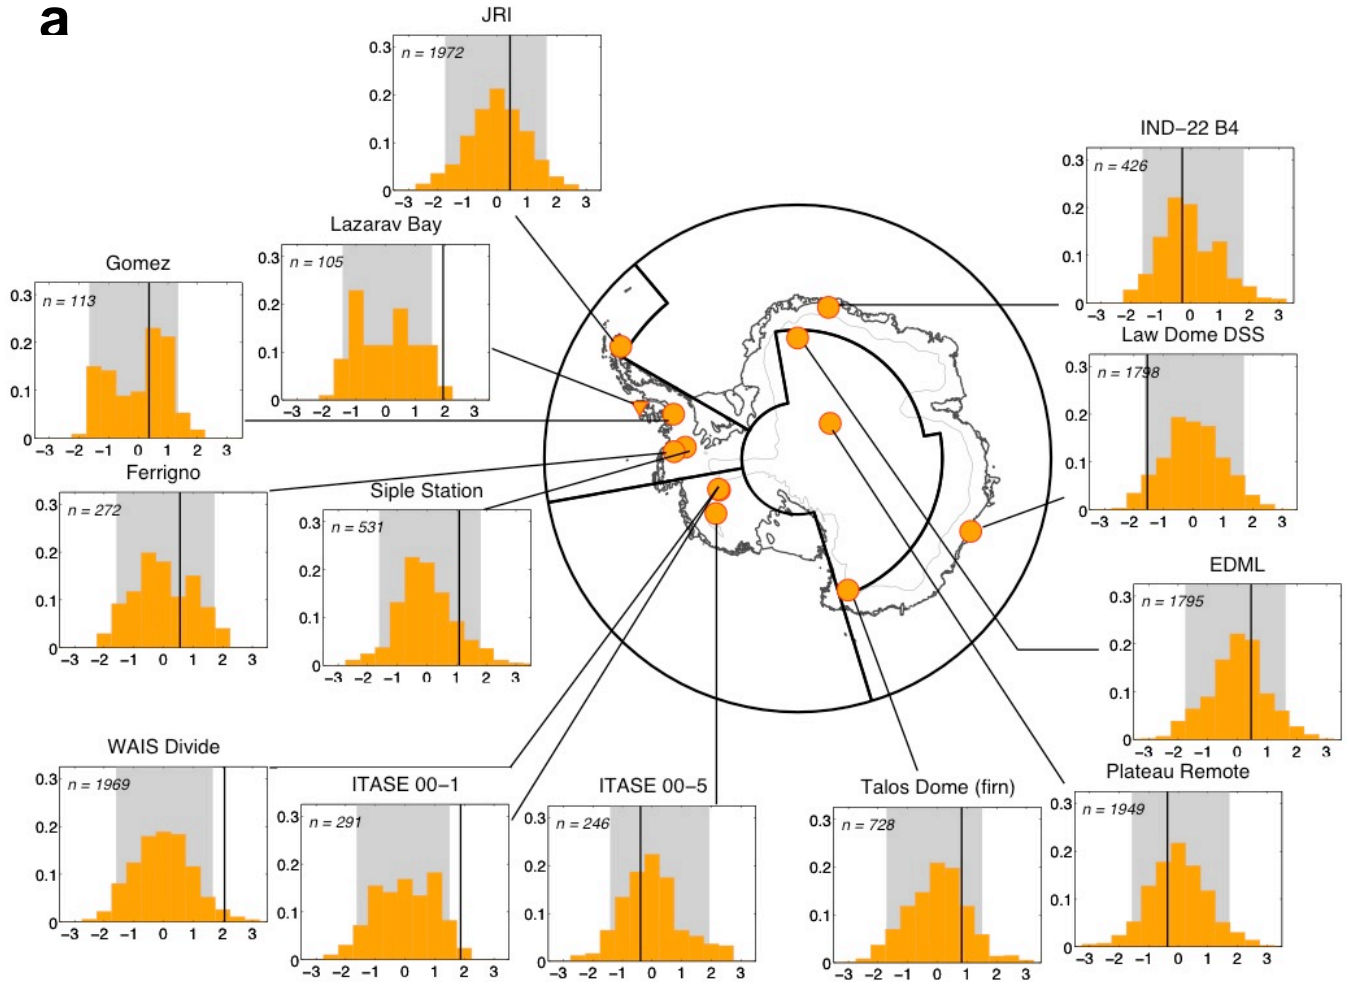 a
JRI
n = 1972
0.3
0.2
0.1
0
−3 −2 −1 0 1 2 3
IND−22 B4
n = 426
0.3
0.2
0.1
0
−3 −2 −1 0 1 2 3
Lazarav Bay
n = 105
0.3
0.2
0.1
0
−3 −2 −1 0 1 2 3
Gomez
n = 113
0.3
0.2
0.1
0
−3 −2 −1 0 1 2 3
Law Dome DSS
n = 1798
0.3
0.2
0.1
0
−3 −2 −1 0 1 2 3
Ferrigno
n = 272
0.3
0.2
0.1
0
−3 −2 −1 0 1 2 3
Siple Station
n = 531
0.3
0.2
0.1
0
−3 −2 −1 0 1 2 3
EDML
n = 1795
0.3
0.2
0.1
0
−3 −2 −1 0 1 2 3
WAIS Divide
n = 1969
0.3
0.2
0.1
0
−3 −2 −1 0 1 2 3
ITASE 00−1
n = 291
0.3
0.2
0.1
0
−3 −2 −1 0 1 2 3
ITASE 00−5
n = 246
0.3
0.2
0.1
0
−3 −2 −1 0 1 2 3
Talos Dome (firn)
n = 728
0.3
0.2
0.1
0
−3 −2 −1 0 1 2 3
Plateau Remote
n = 1949
0.3
0.2
0.1
0
−3 −2 −1 0 1 2 3